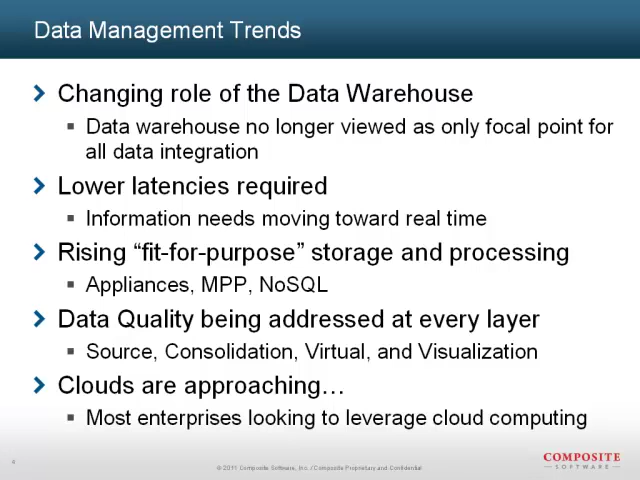 Data Management Trends
Changing role of the Data Warehouse
Data warehouse no longer viewed as only focal point for
all data integration
Lower latencies required
Information needs moving toward real time
Rising “fit-for-purpose” storage and processing
Appliances, MPP, NoSQL
Data Quality being addressed at every layer
Source, Consolidation, Virtual, and Visualization
Clouds are approaching…
Most enterprises looking to leverage cloud computing
© 2011 Composite Software, Inc. / Composite Proprietary and Confidential
COMPOSITE
SOFTWARE